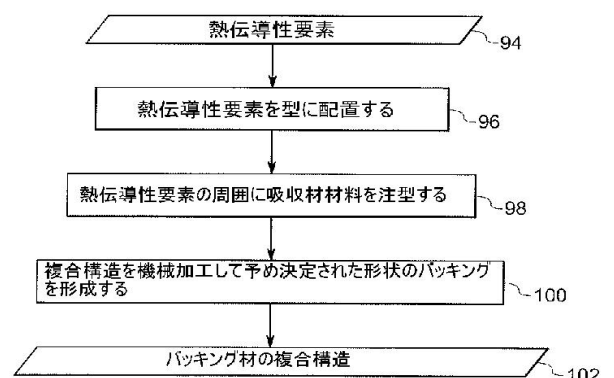 熱伝導性要素
94
熱伝導性要素を型に配置する
96
熱伝導性要素の周囲に吸収材材料を注型する
98
複合構造を機械加工して予め決定された形状のバッキング
を形成する
100
バッキング材の複合構造
102